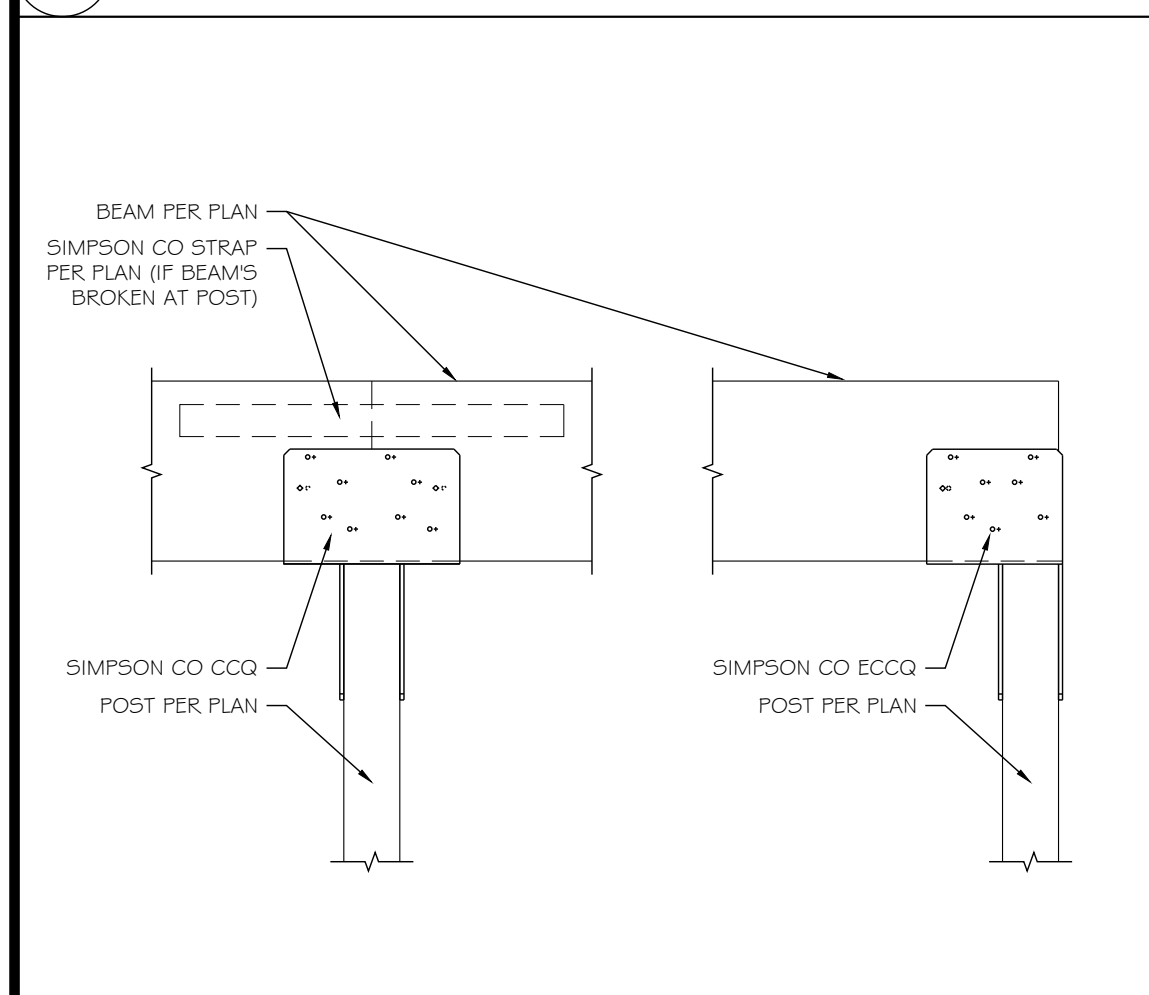 BEAM PER PLAN
SIMPSON CO STRAP
PER PLAN (IF BEAM'S
BROKEN AT POST)
SIMPSON CO CCQ
POST PER PLAN
SIMPSON CO ECCQ
POST PER PLAN